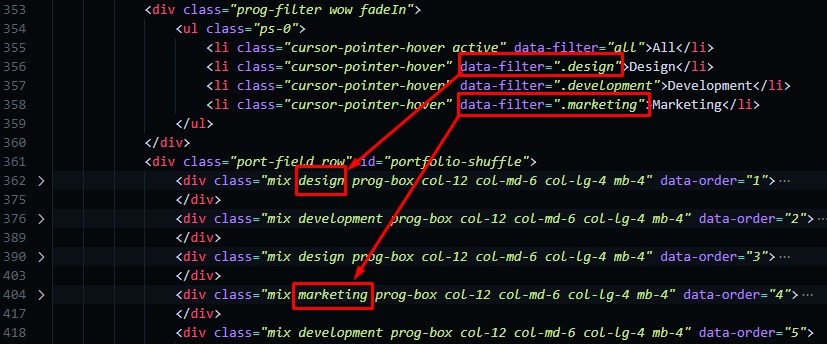 353 <div class="prog-filter wow fadeIn">
354 <ul class="ps-0">
355 <li class="cursor-pointer-hover active" data-filter="all">All</li>
356 <li class="cursor-pointer-hover" data-filter=".design">Design</li>
357 <li class="cursor-pointer-hover" data-filter=".development">Development</li>
358 <li class="cursor-pointer-hover" data-filter=".marketing">Marketing</li>
359 </ul>
360 </div>
361 <div class="port-field row" id="portfolio-shuffle">
362 <div class="mix design prog-box col-12 col-md-6 col-lg-4 mb-4" data-order="1">…
375 </div>
376 <div class="mix development prog-box col-12 col-md-6 col-lg-4 mb-4" data-order="2">…
389 </div>
390 <div class="mix design prog-box col-12 col-md-6 col-lg-4 mb-4" data-order="3">…
403 </div>
404 <div class="mix marketing prog-box col-12 col-md-6 col-lg-4 mb-4" data-order="4">…
417 </div>
418 <div class="mix development prog-box col-12 col-md-6 col-lg-4 mb-4" data-order="5">